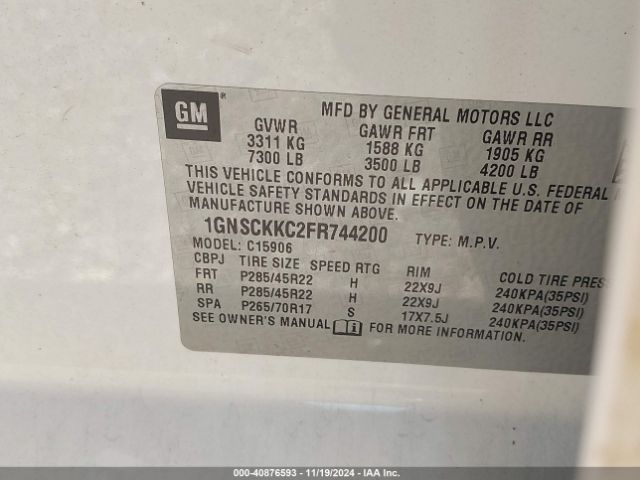 GM
MFD BY GENERAL MOTORS LLC
GVWR GAWR FRT GAWR RR
3311 KG 1588 KG 1905 KG
7300 LB 3500 LB 4200 LB
THIS VEHICLE CONFORMS TO ALL APPLICABLE U.S. FEDERAL
VEHICLE SAFETY STANDARDS IN EFFECT ON THE DATE OF
MANUFACTURE SHOWN ABOVE.
1GNSCKKC2FR744200 TYPE: M.P.V.
MODEL: C15906
CBPJ TIRE SIZE SPEED RTG RIM COLD TIRE PRES
FRT P285/45R22 H 22X9J 240KPA(35PSI)
RR P285/45R22 H 22X9J 240KPA(35PSI)
SPA P265/70R17 S 17X7.5J 240KPA(35PSI)
SEE OWNER'S MANUAL i FOR MORE INFORMATION.
000-40876593 - 11/19/2024 - IAA Inc.